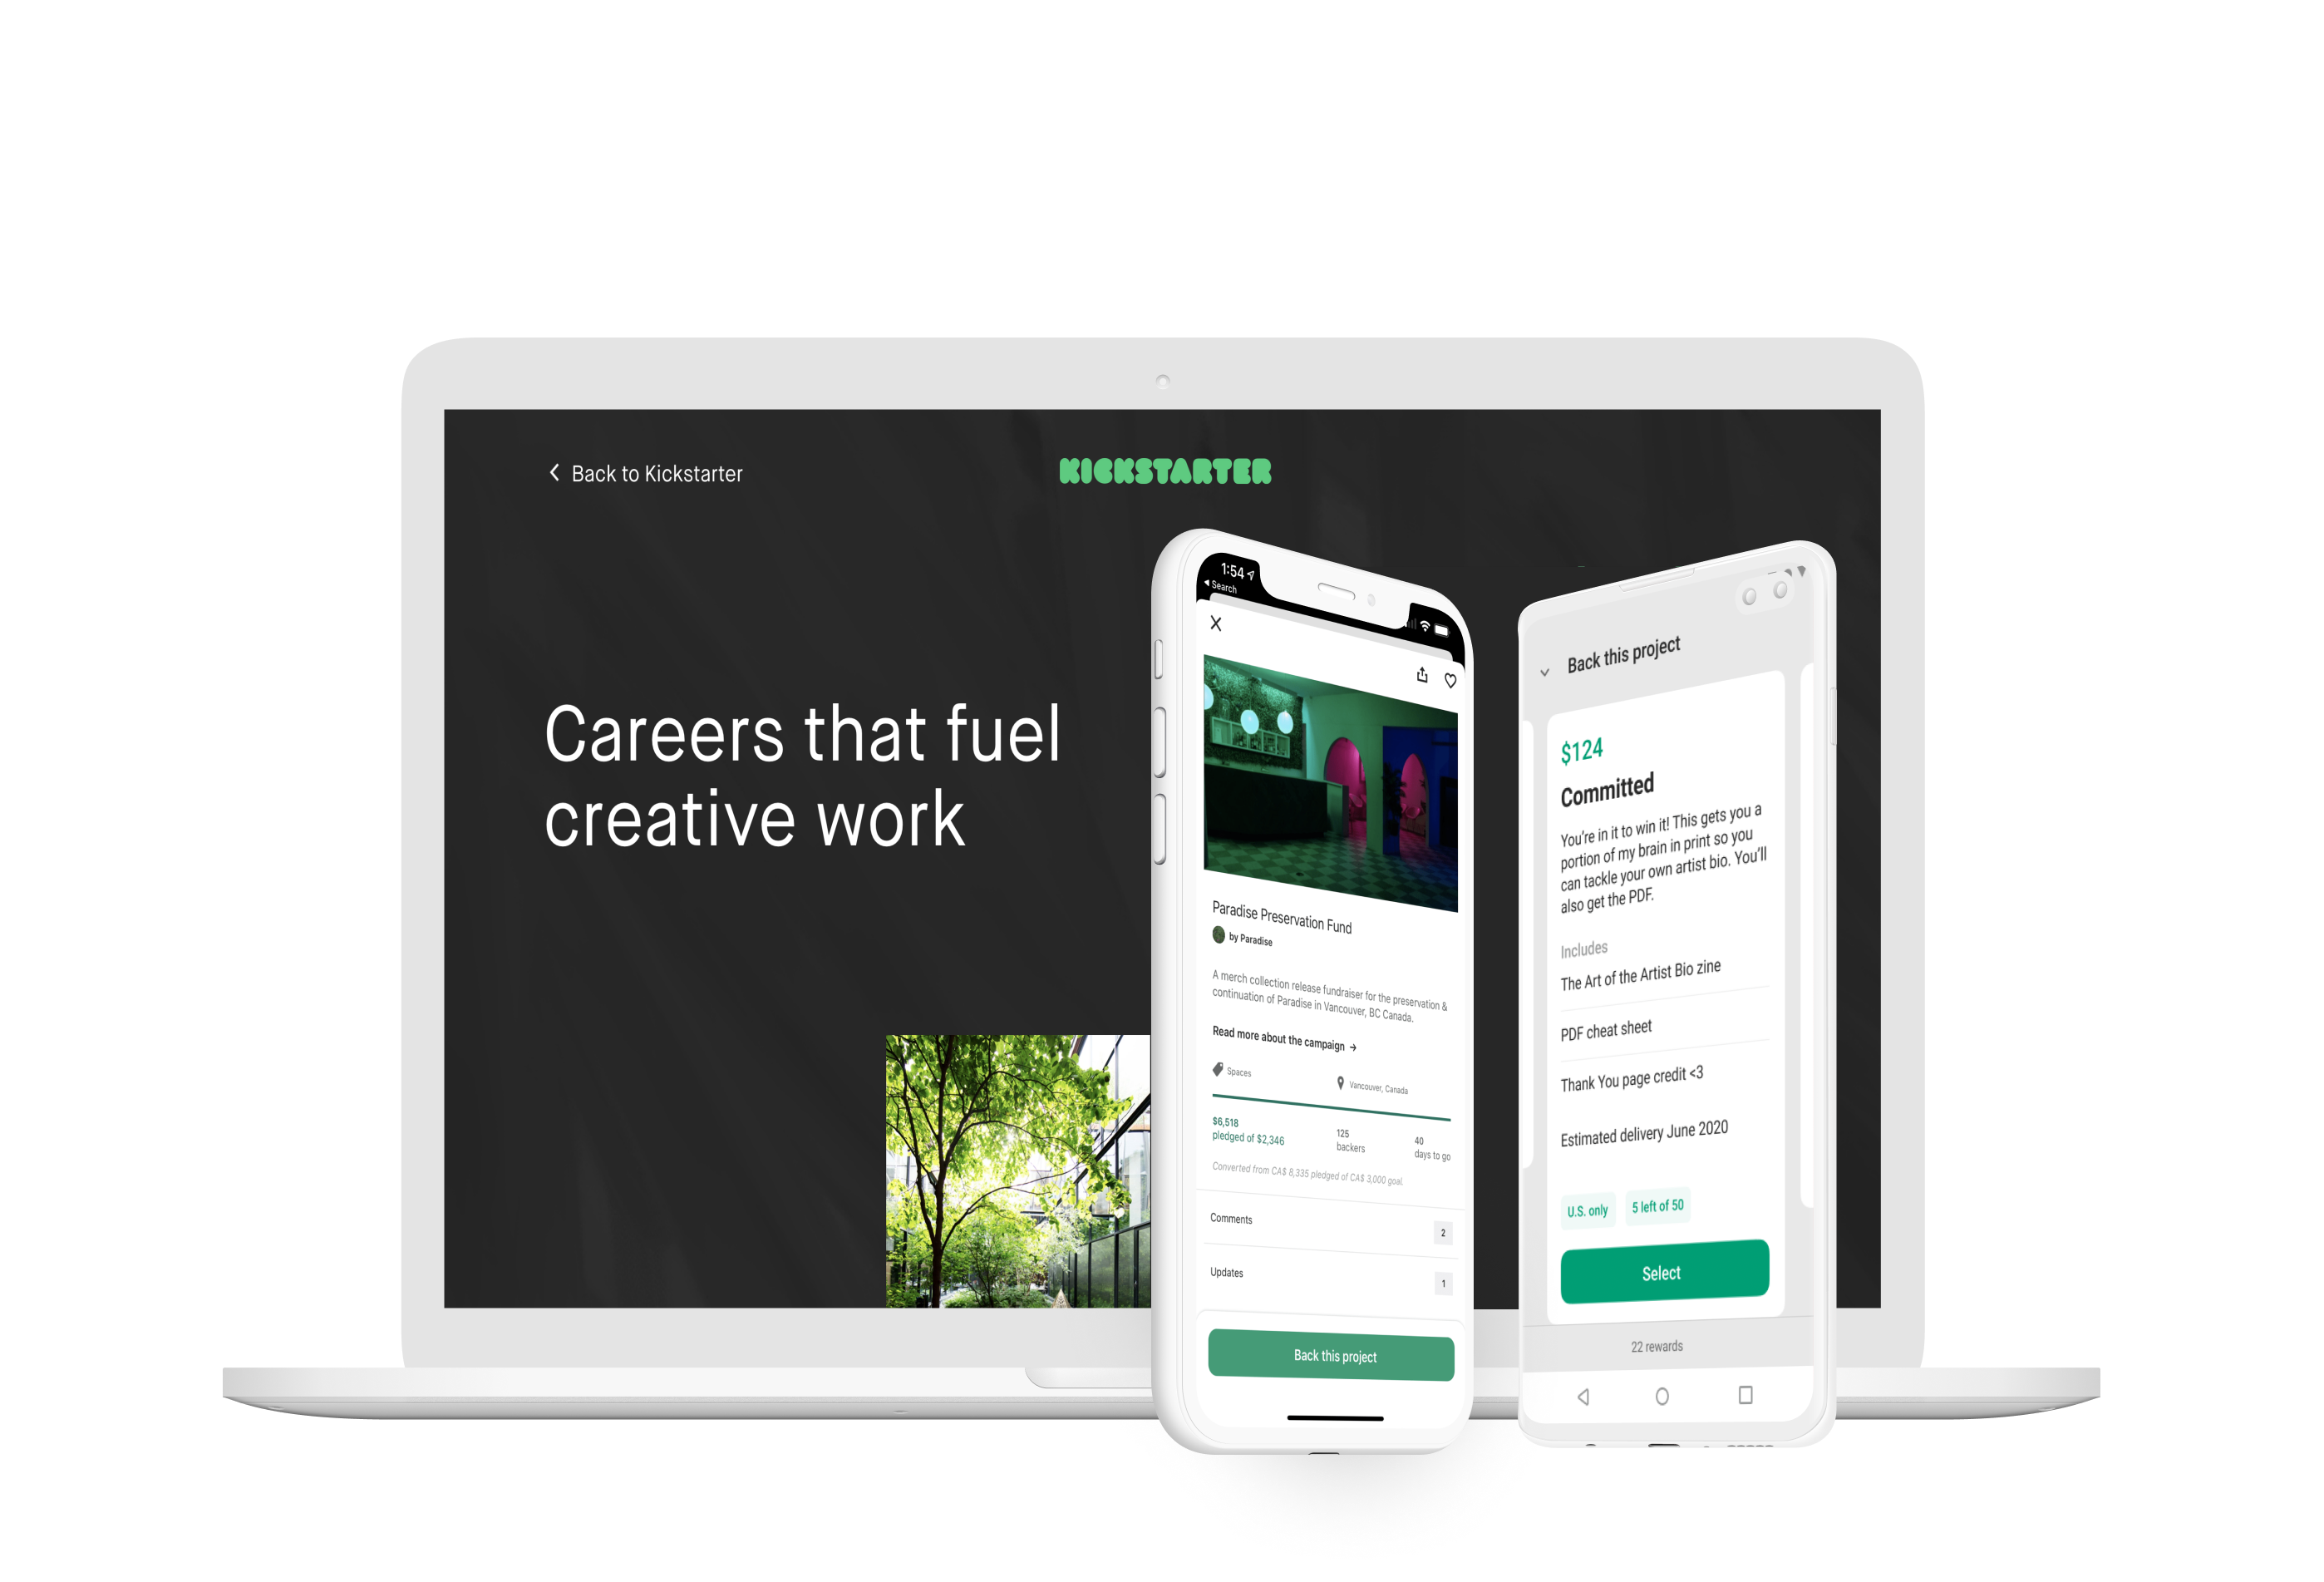 Back to Kickstarter
KICKSTARTER
Careers that fuel
creative work
1:54
Search
Paradise Preservation Fund
by Paradise
A merch collection release fundraiser for the preservation &
continuation of Paradise in Vancouver, BC Canada.
Read more about the campaign →
Spaces
Vancouver, Canada
$6,518
pledged of $2,346
125
backers
40
days to go
Converted from CA$ 8,335 pledged of CA$ 3,000 goal.
Comments
2
Updates
1
Back this project
Back this project
$124
Committed
You're in it to win it! This gets you a
portion of my brain in print so you
can tackle your own artist bio. You'll
also get the PDF.
Includes
The Art of the Artist Bio zine
PDF cheat sheet
Thank You page credit <3
Estimated delivery June 2020
U.S. only
5 left of 50
Select
22 rewards